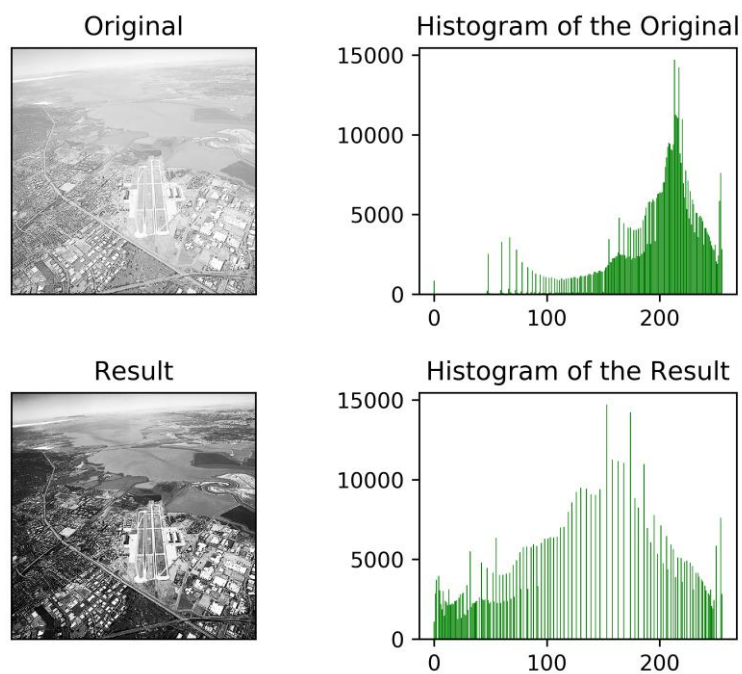 Original
Histogram of the Original
15000
10000
5000
0
0 100 200
Result
Histogram of the Result
15000
10000
5000
0
0 100 200